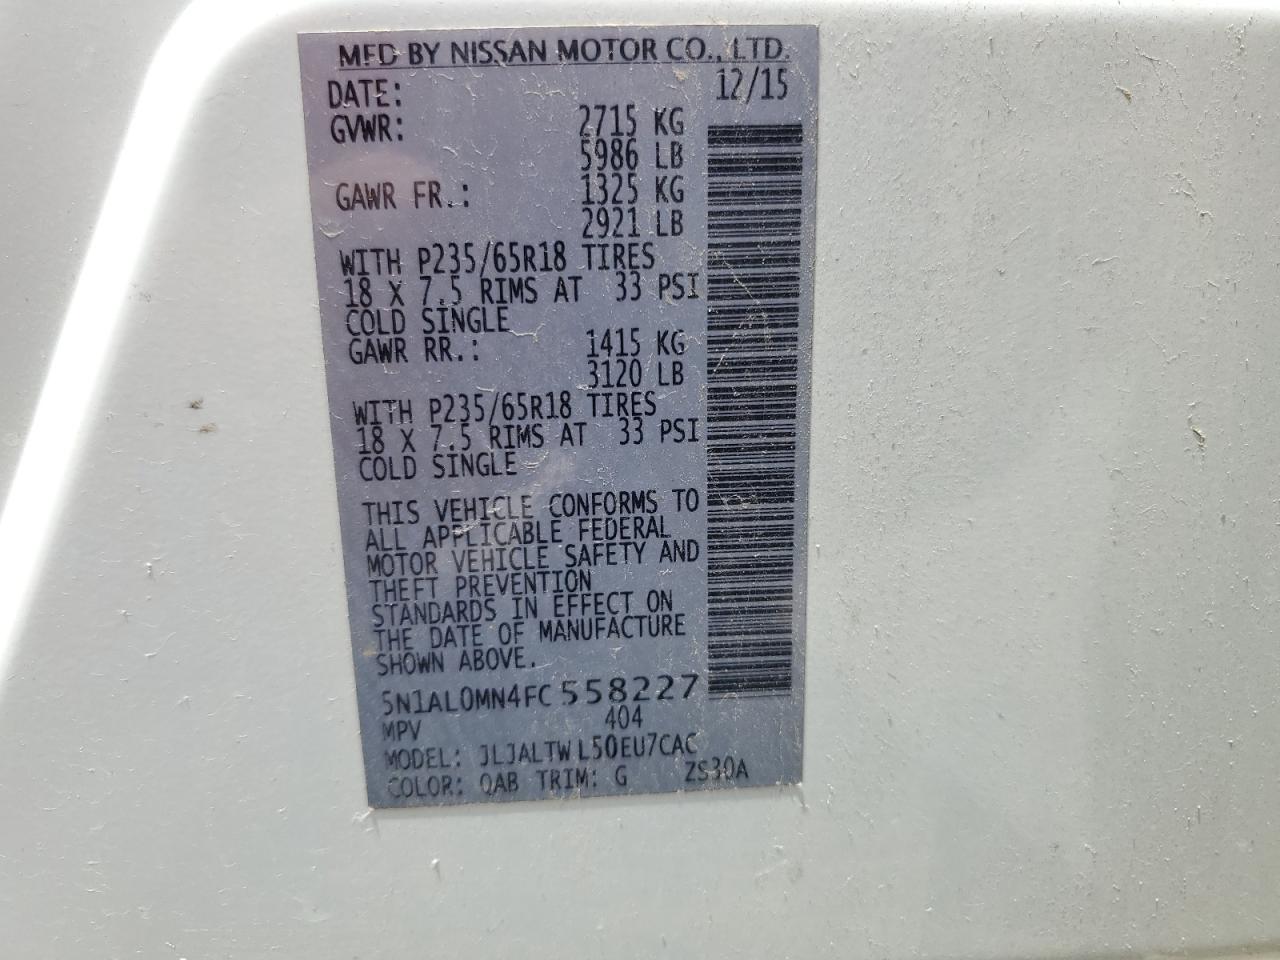 MFD BY NISSAN MOTOR CO., LTD.
DATE: 12/15
GVWR: 2715 KG
5986 LB
GAWR FR.: 1325 KG
2921 LB
WITH P235/65R18 TIRES
18 X 7.5 RIMS AT 33 PSI
COLD SINGLE
GAWR RR.: 1415 KG
3120 LB
WITH P235/65R18 TIRES
18 X 7.5 RIMS AT 33 PSI
COLD SINGLE
THIS VEHICLE CONFORMS TO
ALL APPLICABLE FEDERAL
MOTOR VEHICLE SAFETY AND
THEFT PREVENTION
STANDARDS IN EFFECT ON
THE DATE OF MANUFACTURE
SHOWN ABOVE.
5N1AL0MN4FC558227
MPV 404
MODEL: JLJALTWL50EU7CAC
COLOR: QAB TRIM: G ZS30A